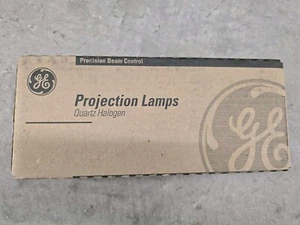 Precision Beam Control
GE
Projection Lamps
Quartz Halogen
GE